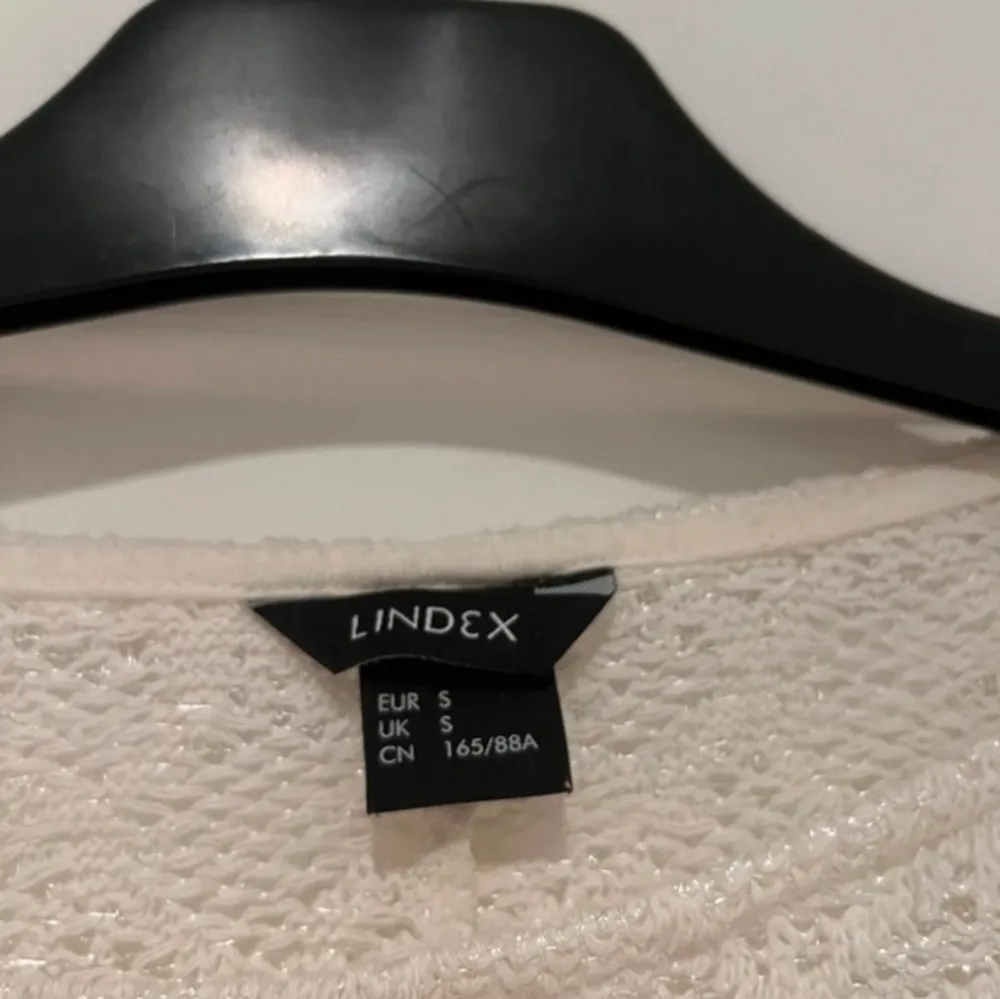 LINDEX
EUR S
UK S
CN 165/88A